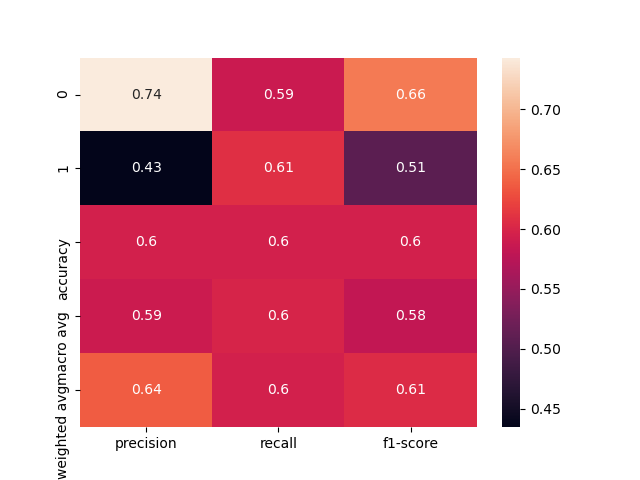 0 0.74 0.59 0.66
1 0.43 0.61 0.51
accuracy 0.6 0.6 0.6
macro avg 0.59 0.6 0.58
weighted avg 0.64 0.6 0.61
precision recall f1-score
0.70
0.65
0.60
0.55
0.50
0.45